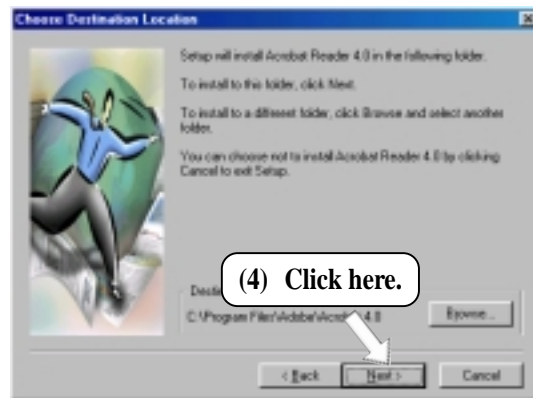 Choose Destination Location
Setup will install Acrobat Reader 4.0 in the following folder.
To install to this folder, click Next.
To install to a different folder, click Browse and select another
folder.
You can choose not to install Acrobat Reader 4.0 by clicking
Cancel to exit Setup.
(4) Click here.
C:\Program Files\Adobe\Acrobat 4.0
Browse...
< Back
Next >
Cancel